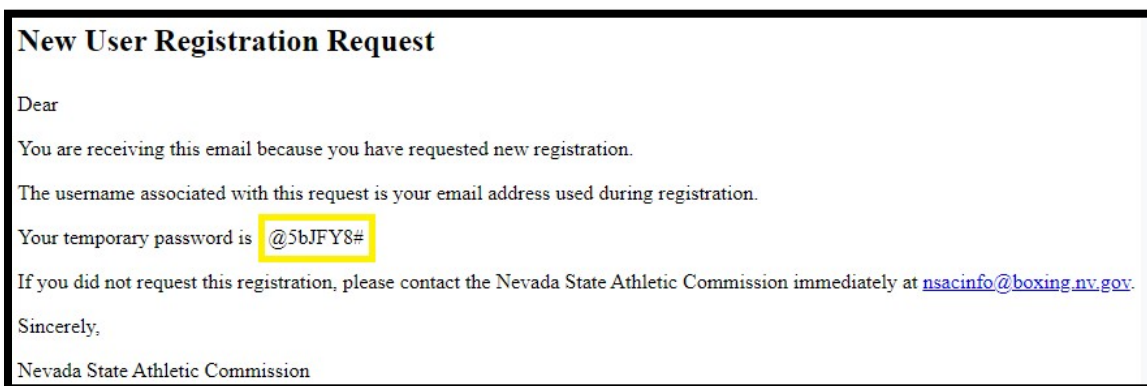 New User Registration Request
Dear
You are receiving this email because you have requested new registration.
The username associated with this request is your email address used during registration.
Your temporary password is @5bJFY8#
If you did not request this registration, please contact the Nevada State Athletic Commission immediately at nsacinfo@boxing.nv.gov.
Sincerely,
Nevada State Athletic Commission